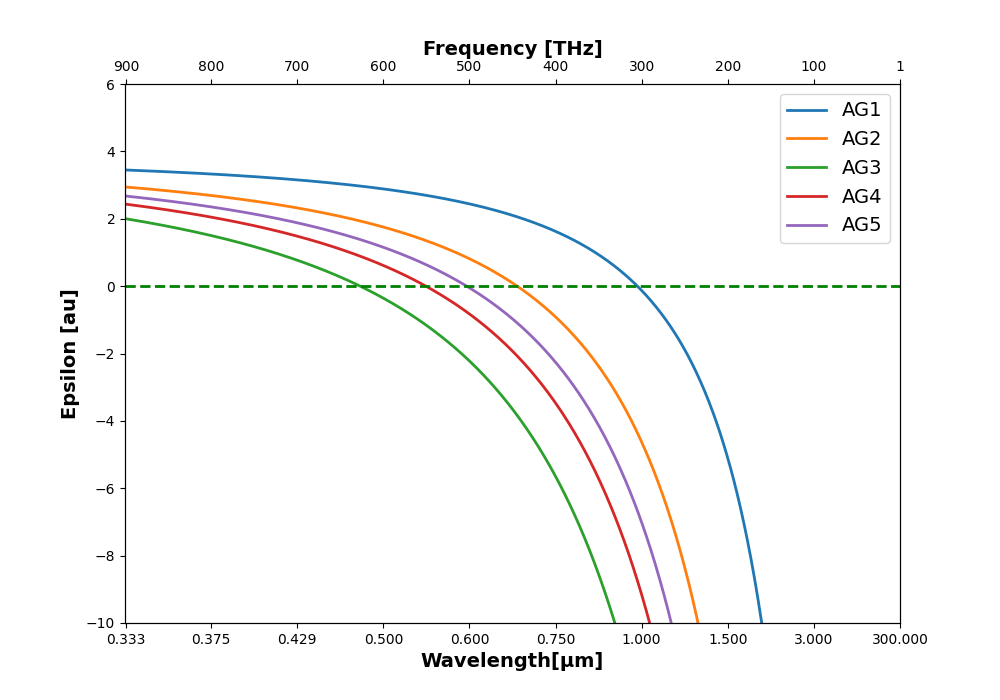 Frequency [THz]
900 800 700 600 500 400 300 200 100 1
6
4
2
0
−2
−4
−6
−8
−10
Epsilon [au]
AG1
AG2
AG3
AG4
AG5
0.333 0.375 0.429 0.500 0.600 0.750 1.000 1.500 3.000 300.000
Wavelength[μm]